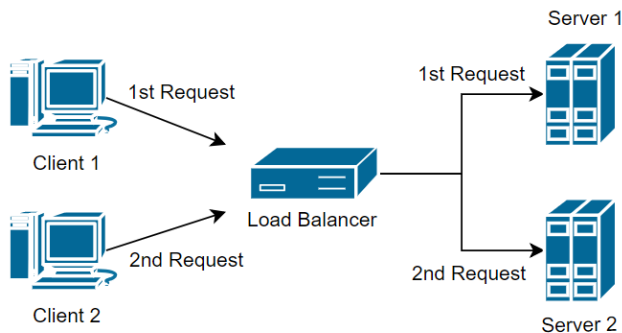 Server 1
1st Request
1st Request
Client 1
Load Balancer
2nd Request
2nd Request
Client 2
Server 2